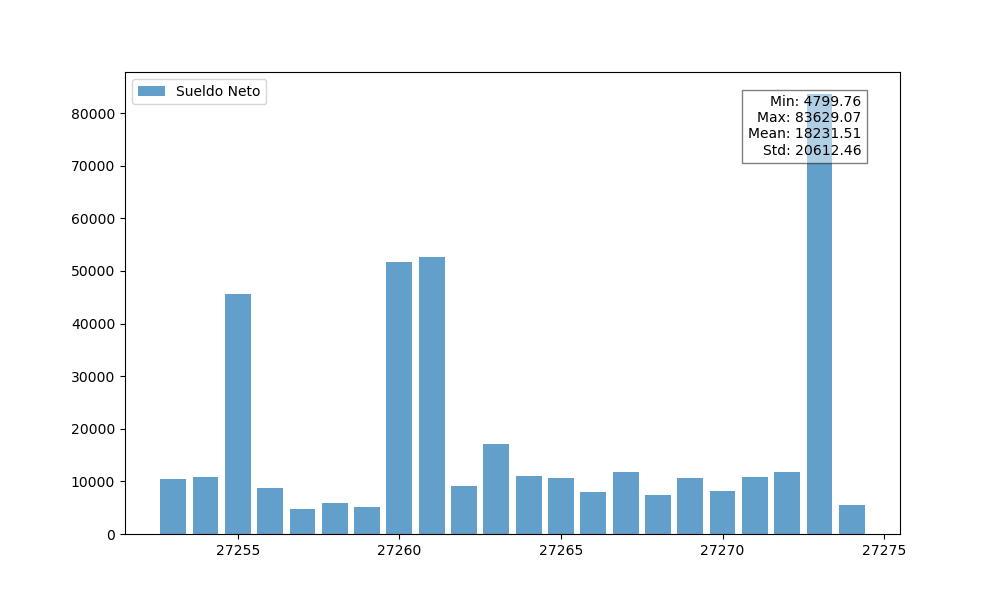 Sueldo Neto
Min: 4799.76
Max: 83629.07
Mean: 18231.51
Std: 20612.46
80000
70000
60000
50000
40000
30000
20000
10000
0
27255 27260 27265 27270 27275